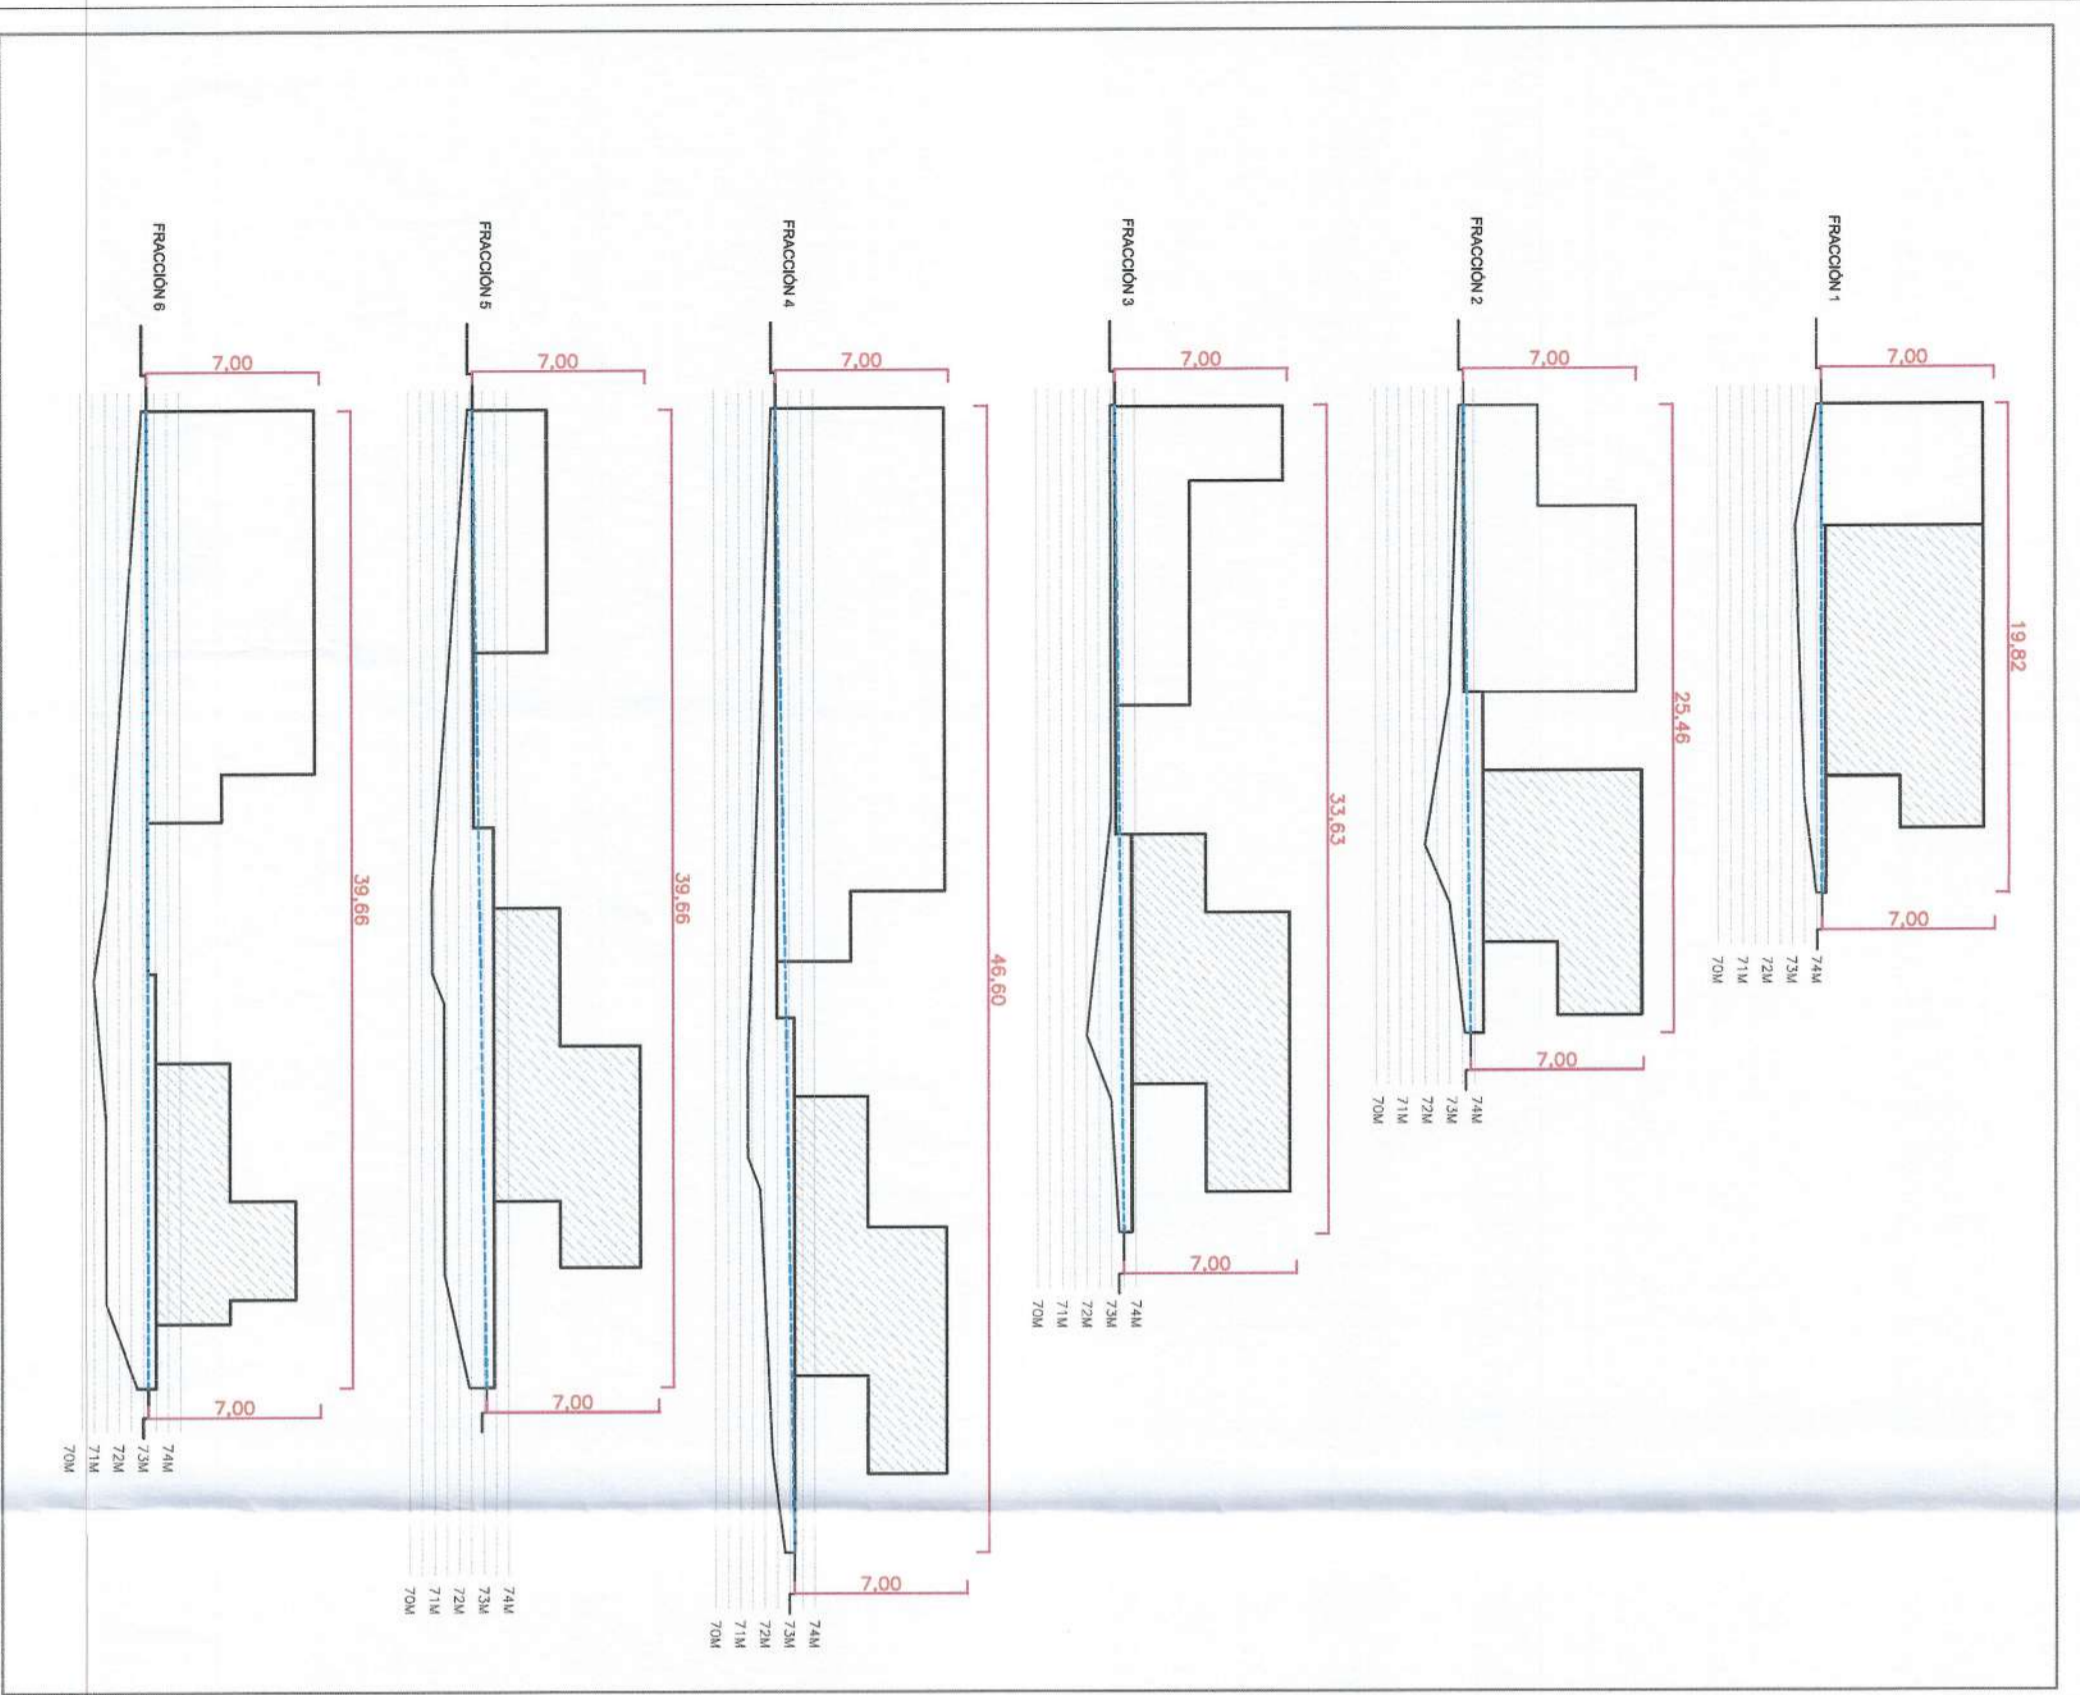 FRACCIÓN 1
7,00
19,82
7,00
74M
73M
72M
71M
70M
FRACCIÓN 2
7,00
25,46
7,00
74M
73M
72M
71M
70M
FRACCIÓN 3
7,00
33,63
7,00
74M
73M
72M
71M
70M
FRACCIÓN 4
7,00
46,60
7,00
74M
73M
72M
71M
70M
FRACCIÓN 5
7,00
39,66
7,00
74M
73M
72M
71M
70M
FRACCIÓN 6
7,00
39,66
7,00
74M
73M
72M
71M
70M